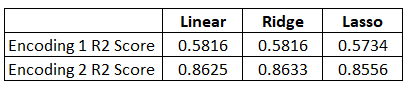 Linear Ridge Lasso
Encoding 1 R2 Score 0.5816 0.5816 0.5734
Encoding 2 R2 Score 0.8625 0.8633 0.8556